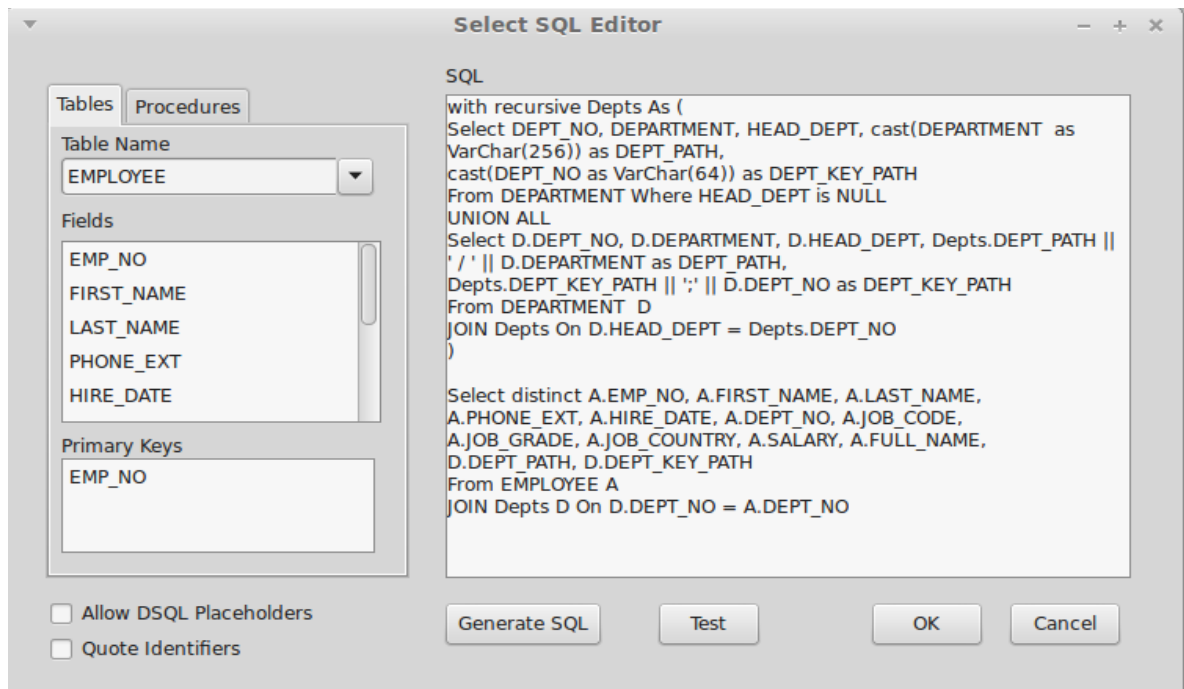 Select SQL Editor
Tables
Procedures
Table Name
EMPLOYEE
Fields
EMP_NO
FIRST_NAME
LAST_NAME
PHONE_EXT
HIRE_DATE
Primary Keys
EMP_NO
Allow DSQL Placeholders
Quote Identifiers
SQL
with recursive Depts As (
Select DEPT_NO, DEPARTMENT, HEAD_DEPT, cast(DEPARTMENT  as
VarChar(256)) as DEPT_PATH,
cast(DEPT_NO as VarChar(64)) as DEPT_KEY_PATH
From DEPARTMENT Where HEAD_DEPT is NULL
UNION ALL
Select D.DEPT_NO, D.DEPARTMENT, D.HEAD_DEPT, Depts.DEPT_PATH ||
' / ' || D.DEPARTMENT as DEPT_PATH,
Depts.DEPT_KEY_PATH || ';' || D.DEPT_NO as DEPT_KEY_PATH
From DEPARTMENT  D
JOIN Depts On D.HEAD_DEPT = Depts.DEPT_NO
)
Select distinct A.EMP_NO, A.FIRST_NAME, A.LAST_NAME,
A.PHONE_EXT, A.HIRE_DATE, A.DEPT_NO, A.JOB_CODE,
A.JOB_GRADE, A.JOB_COUNTRY, A.SALARY, A.FULL_NAME,
D.DEPT_PATH, D.DEPT_KEY_PATH
From EMPLOYEE A
JOIN Depts D On D.DEPT_NO = A.DEPT_NO
Generate SQL
Test
OK
Cancel